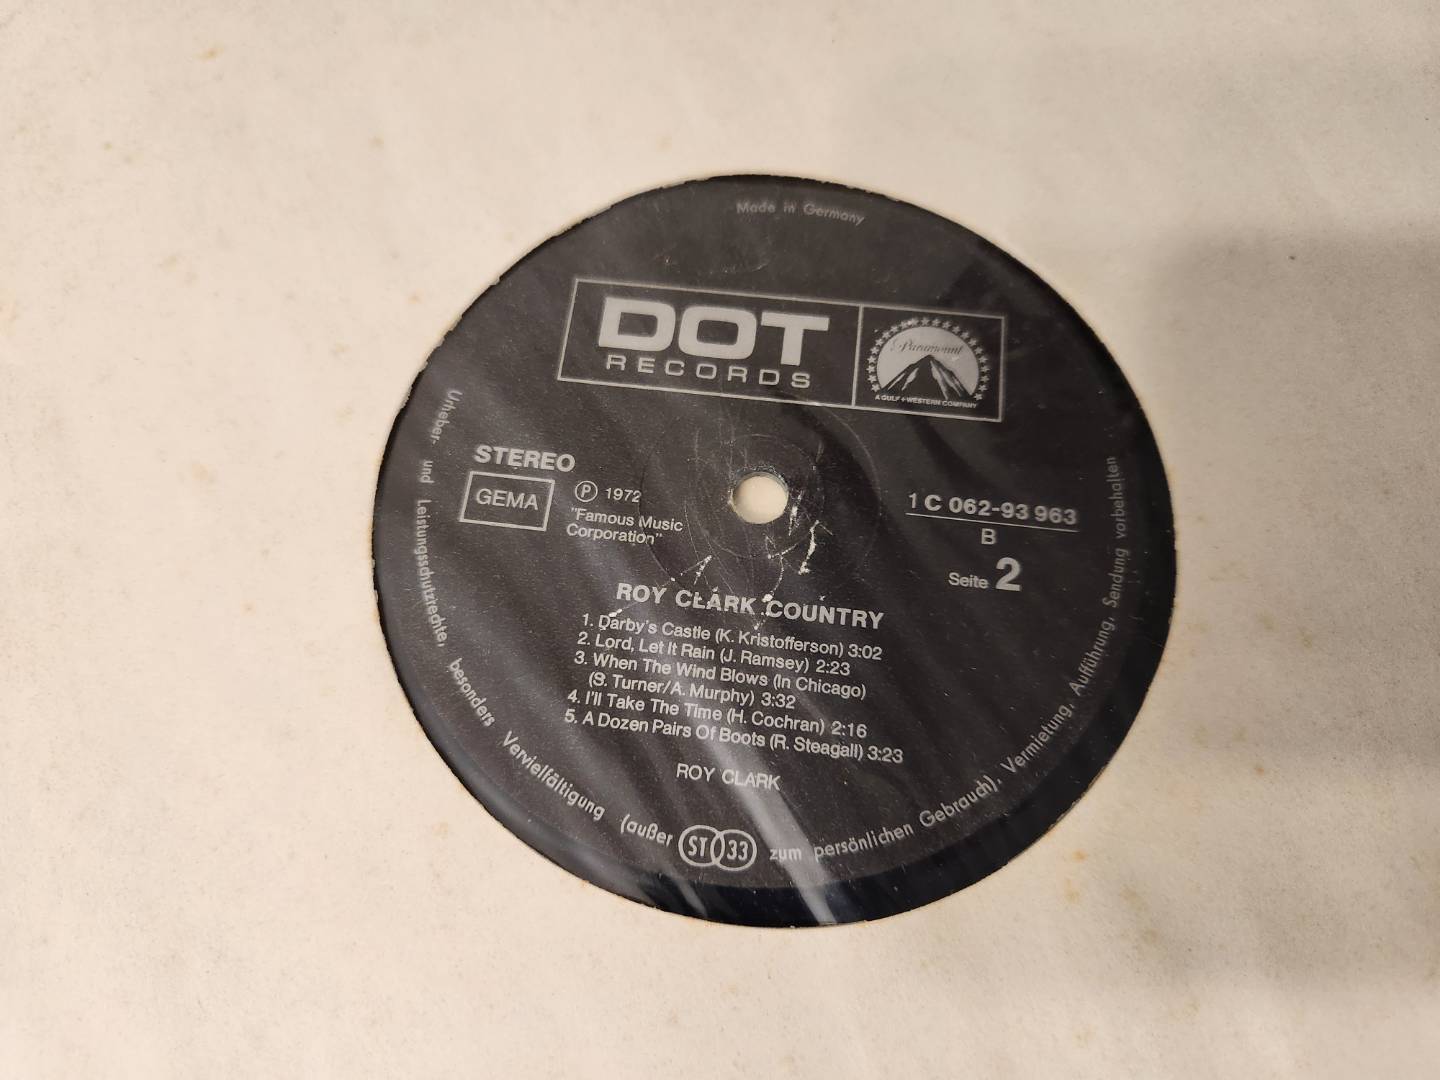 Made in Germany
DOT
RECORDS
Paramount
A GULF + WESTERN COMPANY
STEREO
GEMA
Ⓟ 1972
"Famous Music
Corporation"
1 C 062-93 963
B
Seite 2
ROY CLARK COUNTRY
1. Darby's Castle (K. Kristofferson) 3:02
2. Lord, Let It Rain (J. Ramsey) 2:23
3. When The Wind Blows (In Chicago)
(S. Turner/A. Murphy) 3:32
4. I'll Take The Time (H. Cochran) 2:16
5. A Dozen Pairs Of Boots (R. Steagall) 3:23
ROY CLARK
Urheber- und Leistungsschutzrechte, besonders Vervielfältigung (außer zum persönlichen Gebrauch), Vermietung, Aufführung, Sendung vorbehalten
ST 33